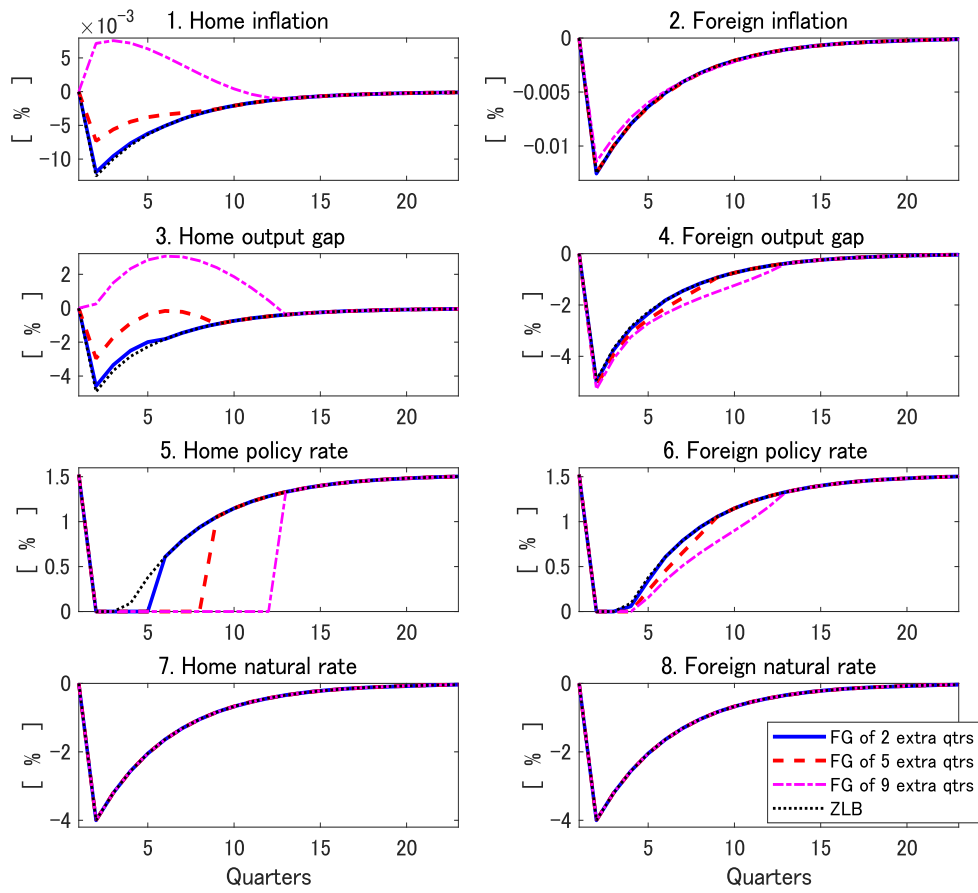 1. Home inflation
×10⁻³
5
0
-5
-10
[ % ]
5 10 15 20
2. Foreign inflation
0
-0.005
-0.01
[ % ]
5 10 15 20
3. Home output gap
2
0
-2
-4
[ % ]
5 10 15 20
4. Foreign output gap
0
-2
-4
[ % ]
5 10 15 20
5. Home policy rate
1.5
1
0.5
0
[ % ]
5 10 15 20
6. Foreign policy rate
1.5
1
0.5
0
[ % ]
5 10 15 20
7. Home natural rate
0
-2
-4
[ % ]
5 10 15 20
Quarters
8. Foreign natural rate
0
-2
-4
[ % ]
5 10 15 20
Quarters
FG of 2 extra qtrs
FG of 5 extra qtrs
FG of 9 extra qtrs
ZLB